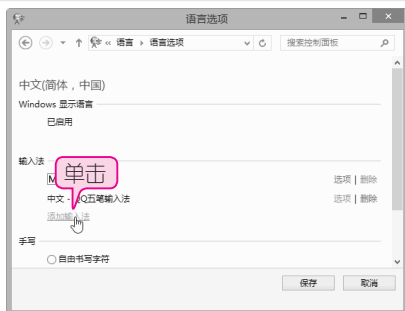 语言选项
« 语言 › 语言选项
搜索控制面板
中文(简体，中国)
Windows 显示语言
已启用
输入法
单击
M
选项 | 删除
中文 - QQ五笔输入法
选项 | 删除
添加输入法
手写
自由书写字符
保存
取消